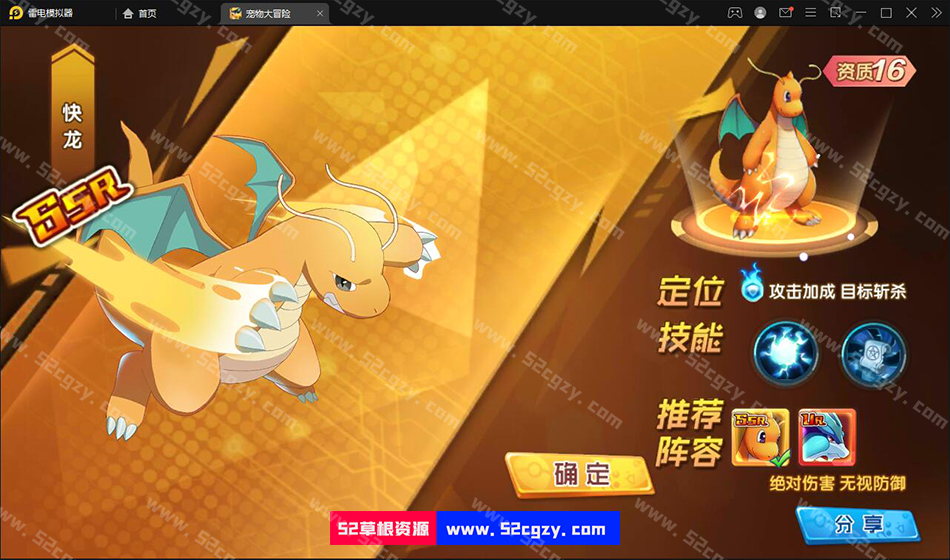 雷电模拟器
首页
宠物大冒险
快龙
SSR
资质16
定位
攻击加成 目标斩杀
技能
推荐
阵容
SSR
UR
绝对伤害 无视防御
确定
分享
52草根资源 www.52cgzy.com
www.52cgzy.com